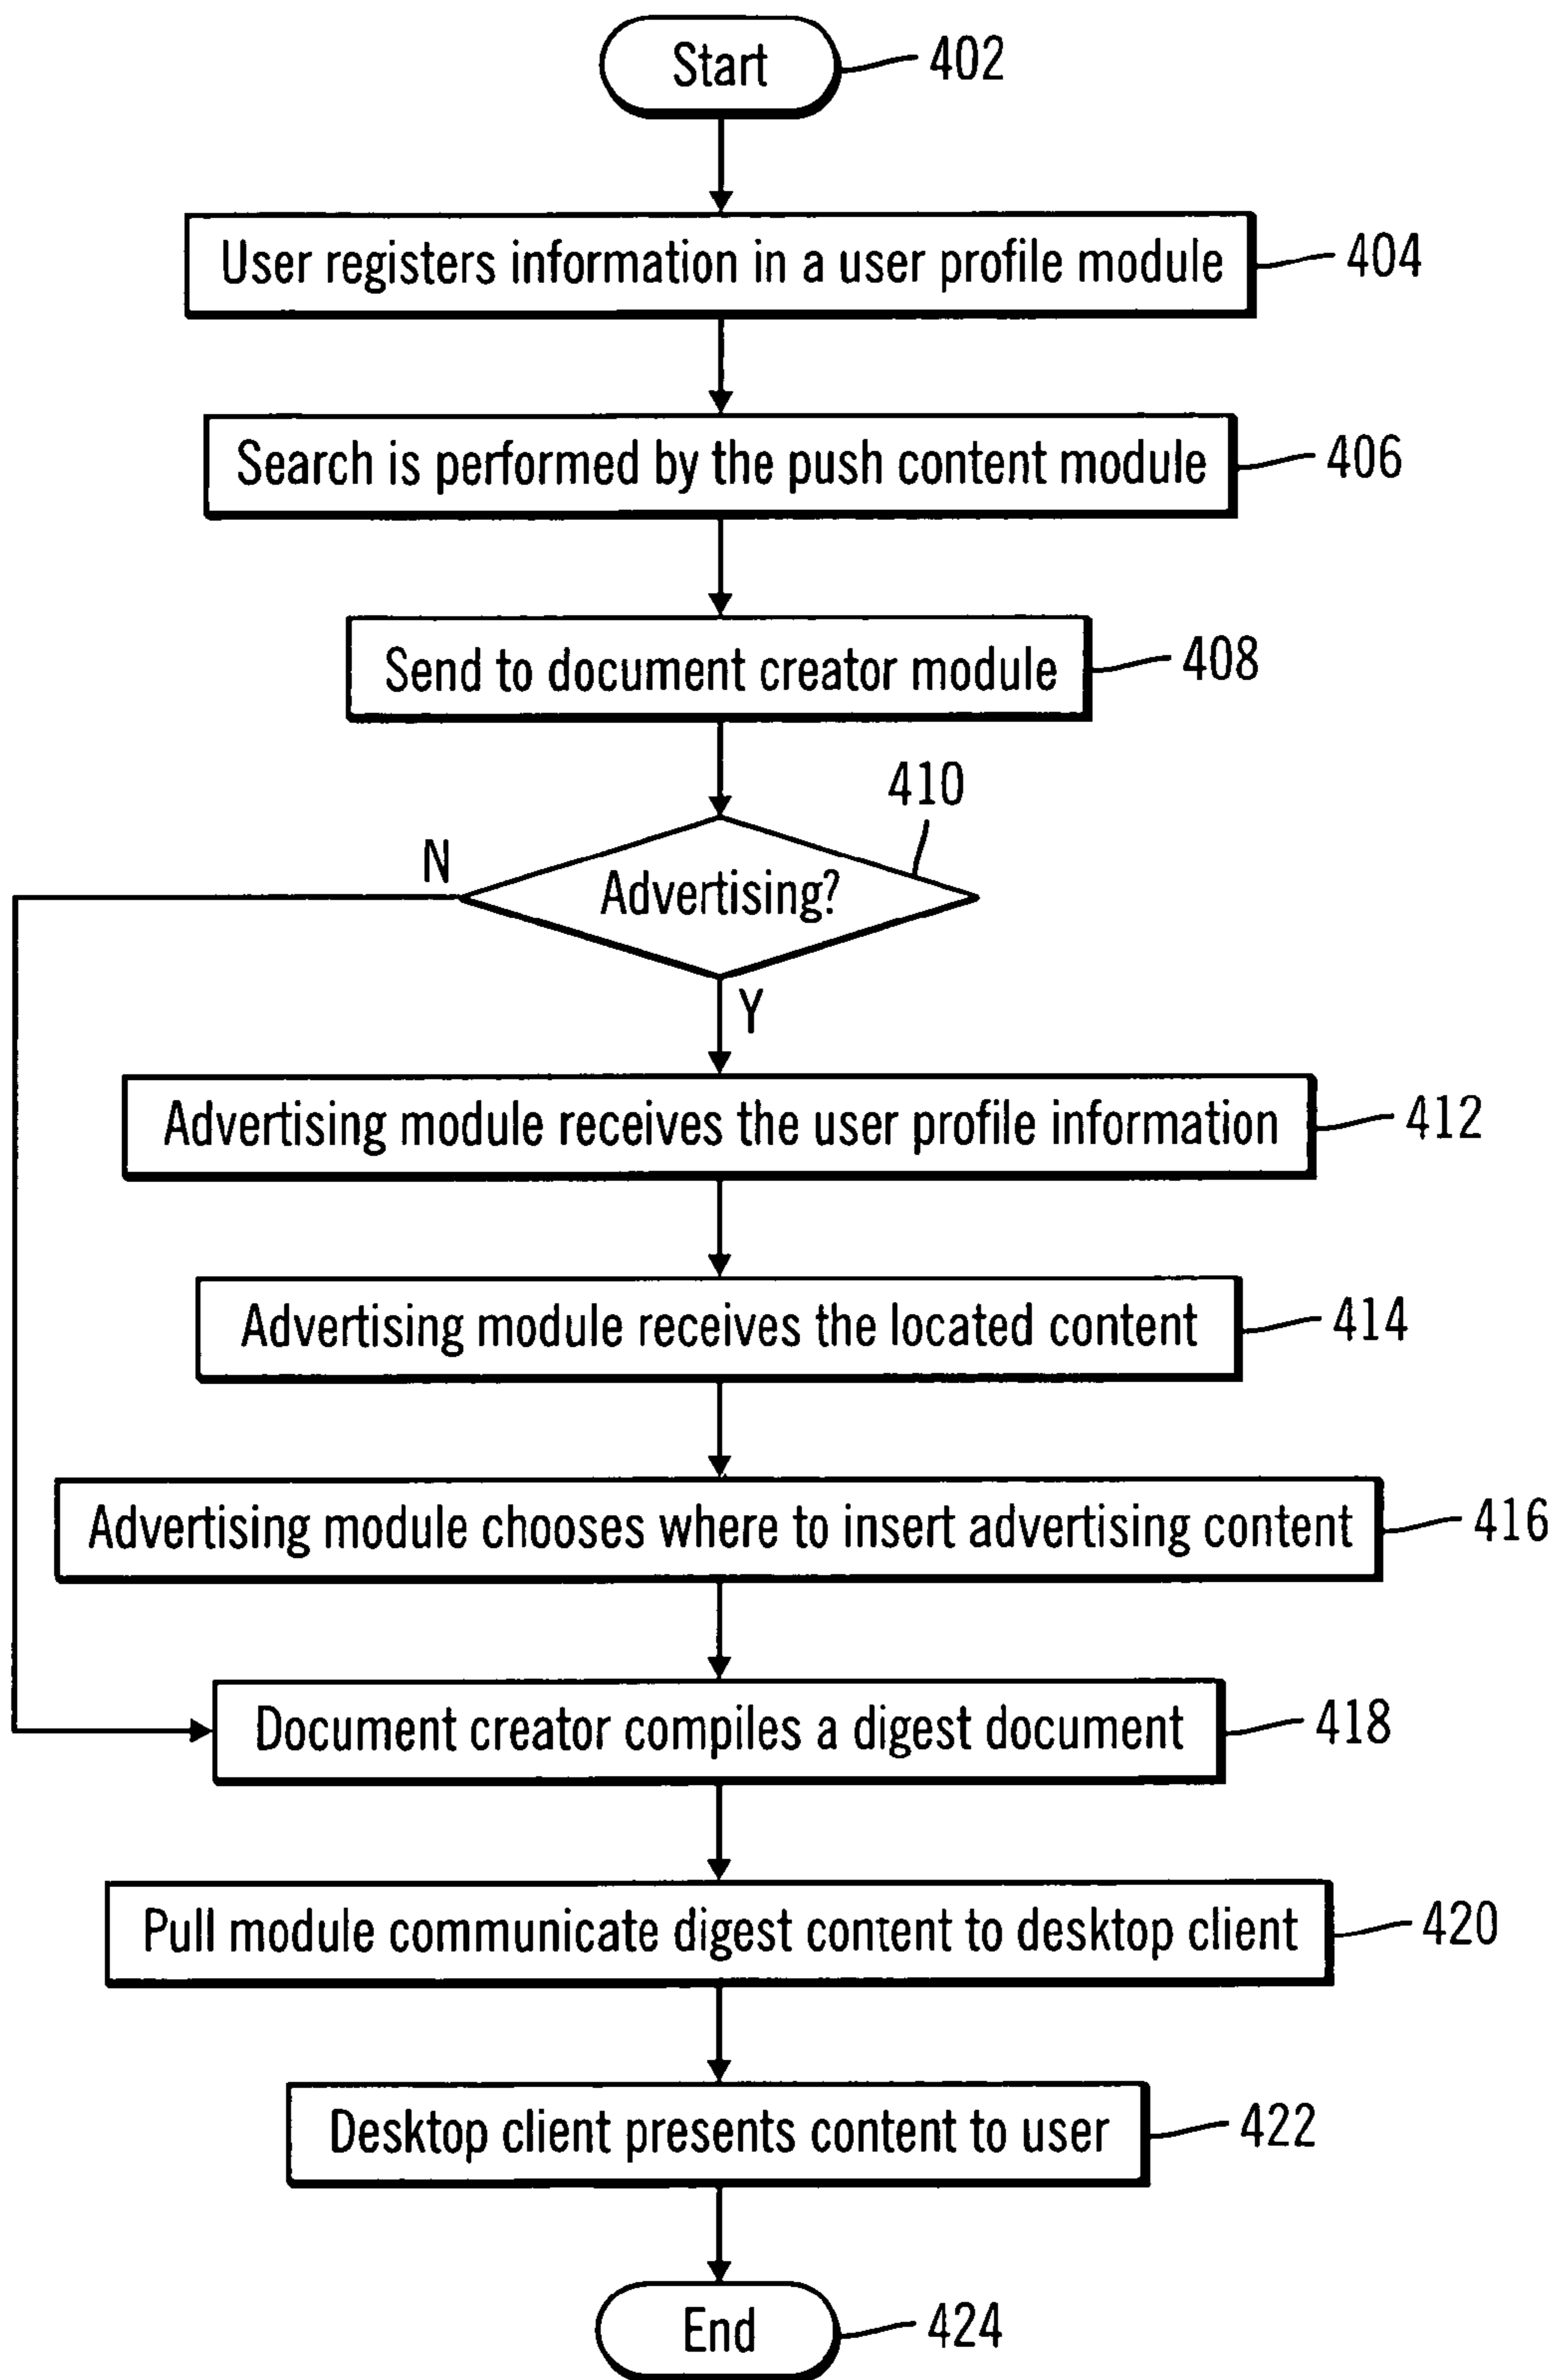 Start
402
User registers information in a user profile module
404
Search is performed by the push content module
406
Send to document creator module
408
410
N
Advertising?
Y
Advertising module receives the user profile information
412
Advertising module receives the located content
414
Advertising module chooses where to insert advertising content
416
Document creator compiles a digest document
418
Pull module communicate digest content to desktop client
420
Desktop client presents content to user
422
End
424